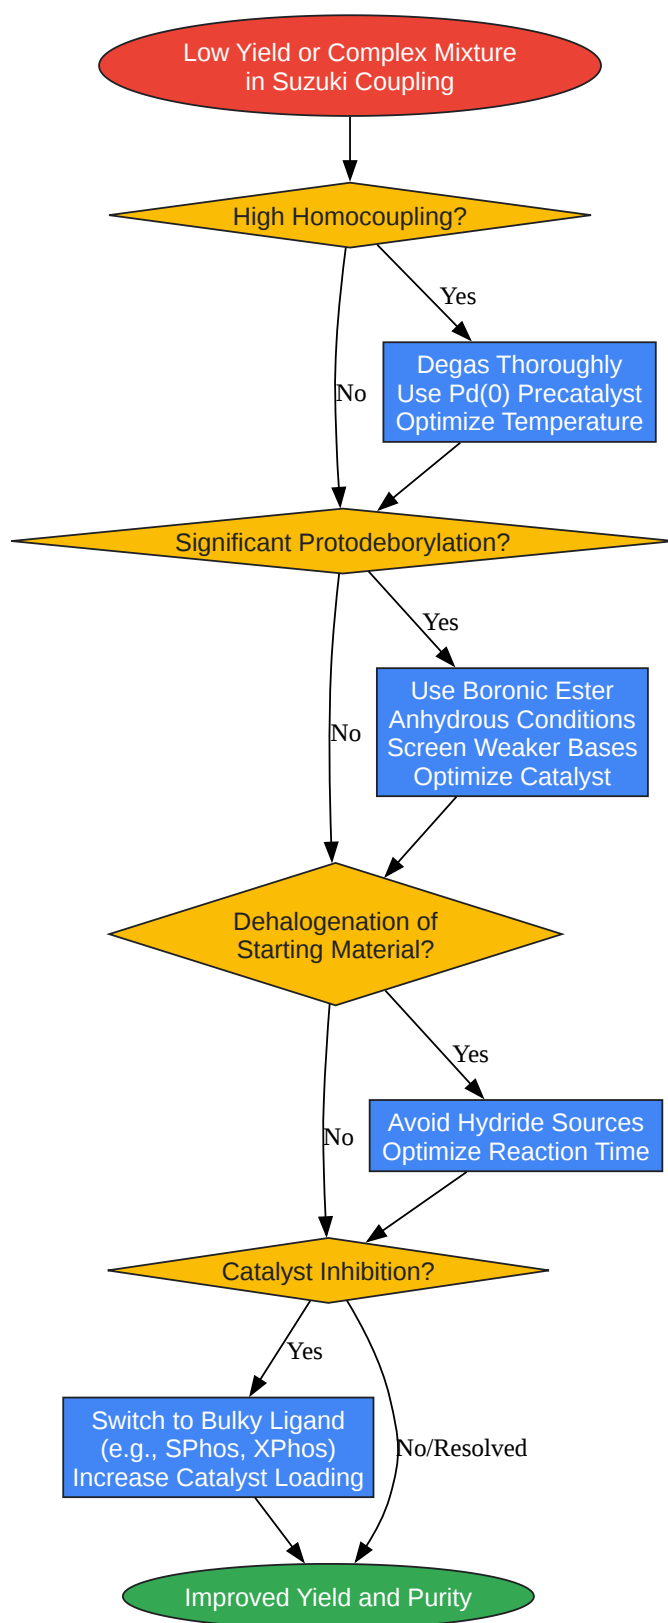 Low Yield or Complex Mixture
in Suzuki Coupling
High Homocoupling?
Yes
Degas Thoroughly
Use Pd(0) Precatalyst
Optimize Temperature
No
Significant Protodeborylation?
Yes
Use Boronic Ester
Anhydrous Conditions
Screen Weaker Bases
Optimize Catalyst
No
Dehalogenation of
Starting Material?
Yes
Avoid Hydride Sources
Optimize Reaction Time
No
Catalyst Inhibition?
Yes
Switch to Bulky Ligand
(e.g., SPhos, XPhos)
Increase Catalyst Loading
No/Resolved
Improved Yield and Purity